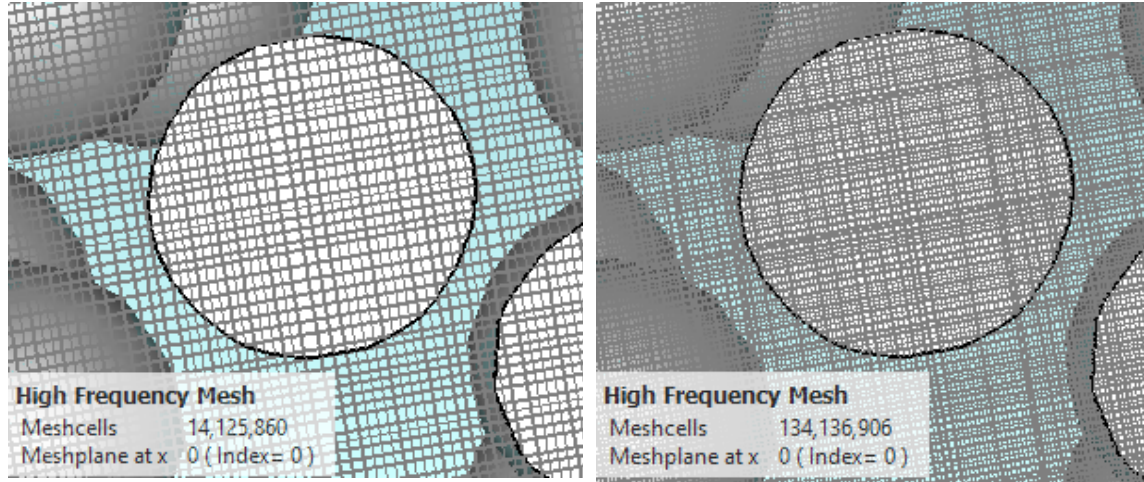 High Frequency Mesh
Meshcells 14,125,860
Meshplane at x 0 ( Index= 0 )
High Frequency Mesh
Meshcells 134,136,906
Meshplane at x 0 ( Index= 0 )